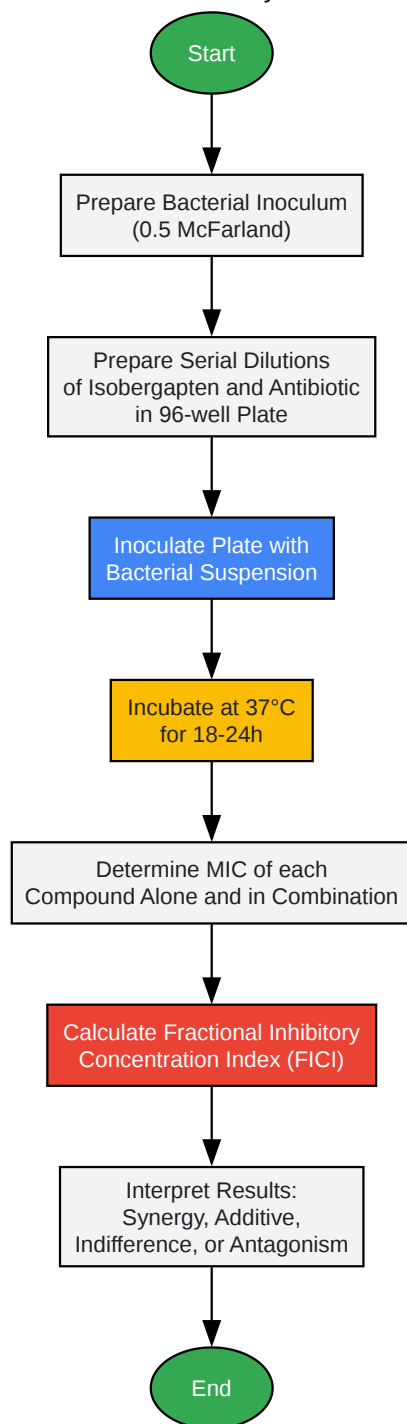 Start
Prepare Bacterial Inoculum
(0.5 McFarland)
Prepare Serial Dilutions
of Isobergapten and Antibiotic
in 96-well Plate
Inoculate Plate with
Bacterial Suspension
Incubate at 37°C
for 18-24h
Determine MIC of each
Compound Alone and in Combination
Calculate Fractional Inhibitory
Concentration Index (FICI)
Interpret Results:
Synergy, Additive,
Indifference, or Antagonism
End